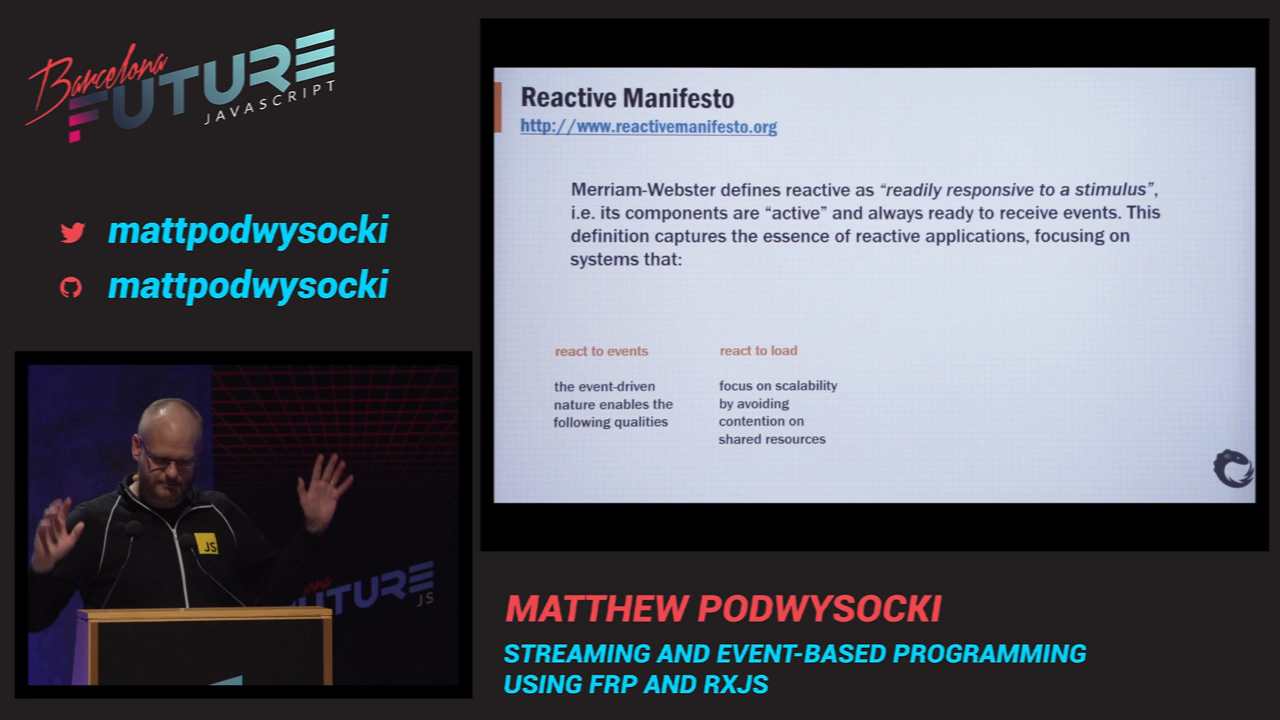 Barcelona
FUTURE
JAVASCRIPT
mattpodwysocki
mattpodwysocki
Reactive Manifesto
http://www.reactivemanifesto.org
Merriam-Webster defines reactive as “readily responsive to a stimulus”,
i.e. its components are “active” and always ready to receive events. This
definition captures the essence of reactive applications, focusing on
systems that:
react to events
the event-driven
nature enables the
following qualities
react to load
focus on scalability
by avoiding
contention on
shared resources
JS
Barcelona
FUTURE
JS
MATTHEW PODWYSOCKI
STREAMING AND EVENT-BASED PROGRAMMING
USING FRP AND RXJS